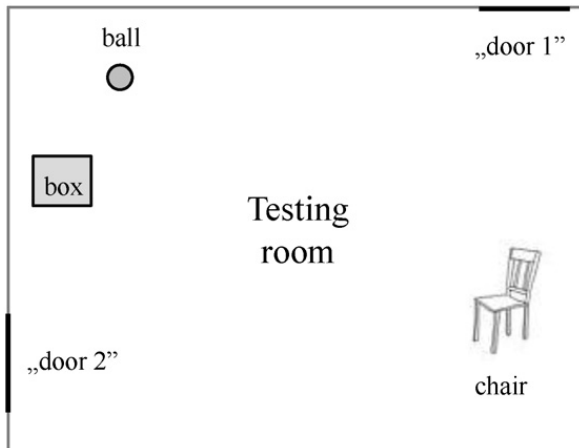 ball
„door 1”
box
Testing
room
„door 2”
chair